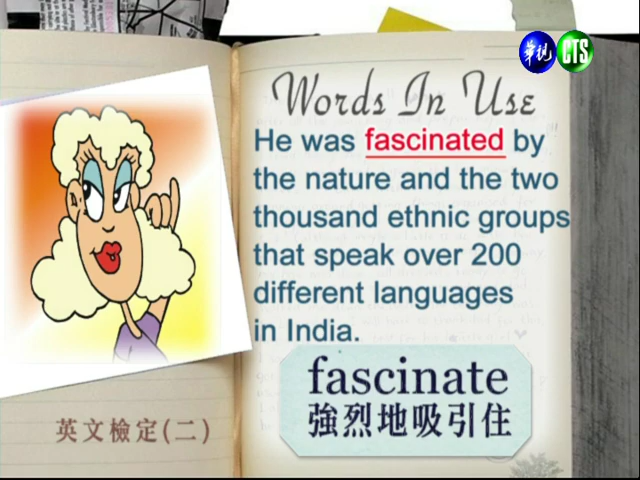 華視 CTS
Words In Use
He was fascinated by
the nature and the two
thousand ethnic groups
that speak over 200
different languages
in India.
fascinate
強烈地吸引住
英文檢定(二)